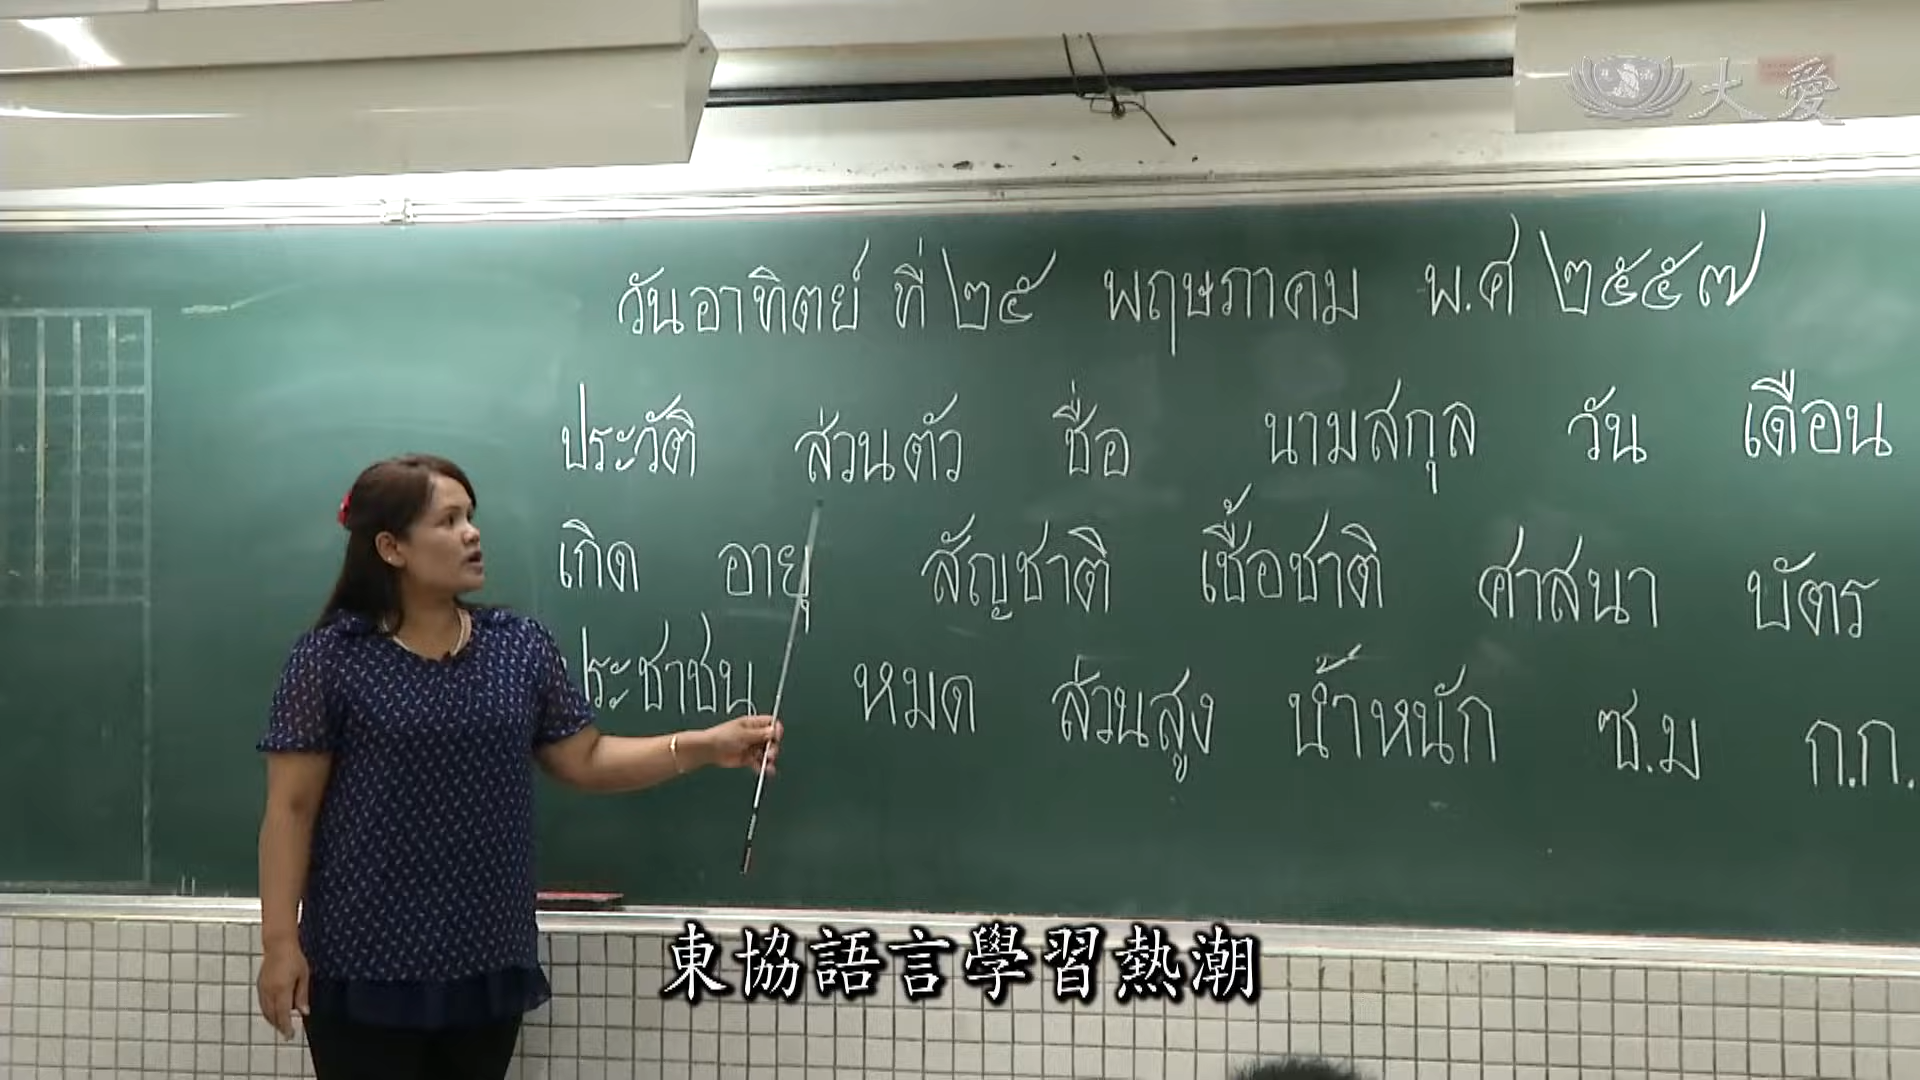 大愛
วันอาทิตย์ ที่ ๒๕ พฤษภาคม พ.ศ ๒๕๕๗
ประวัติ ส่วนตัว ชื่อ นามสกุล วัน เดือน
เกิด อายุ สัญชาติ เชื้อชาติ ศาสนา บัตร
ประชาชน หมด ส่วนสูง น้ำหนัก ซ.ม ก.ก.
東協語言學習熱潮